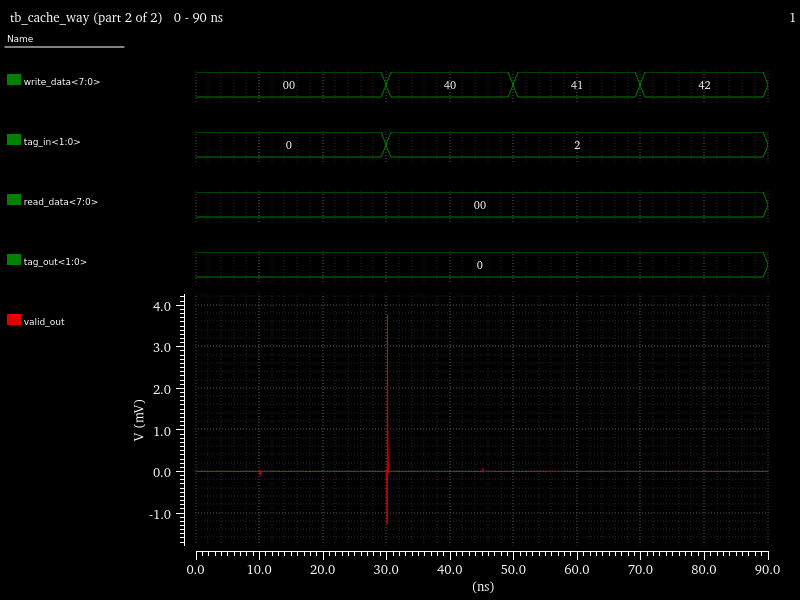 tb_cache_way (part 2 of 2) 0 - 90 ns 1
Name
write_data<7:0> 00 40 41 42
tag_in<1:0> 0 2
read_data<7:0> 00
tag_out<1:0> 0
valid_out
4.0
3.0
2.0
1.0
0.0
-1.0
V (mV)
0.0 10.0 20.0 30.0 40.0 50.0 60.0 70.0 80.0 90.0
(ns)